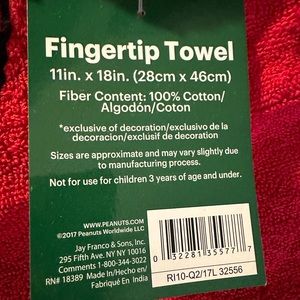 Fingertip Towel
11in. x 18in. (28cm x 46cm)
Fiber Content: 100% Cotton/
Algodón/Coton
*exclusive of decoration/exclusivo de la
decoracion/exclusif de decoration
Sizes are approximate and may vary slightly due
to manufacturing process.
Not for use for children 3 years of age and under.
WWW.PEANUTS.COM
©2017 Peanuts Worldwide LLC
Jay Franco & Sons, Inc.
295 Fifth Ave. NY NY 10016
Comments 1-800-344-3022
RN# 18389 Made In/Hecho en/
Fabriqué En India
0 32281 35577 7
RI10-Q2/17L 32556